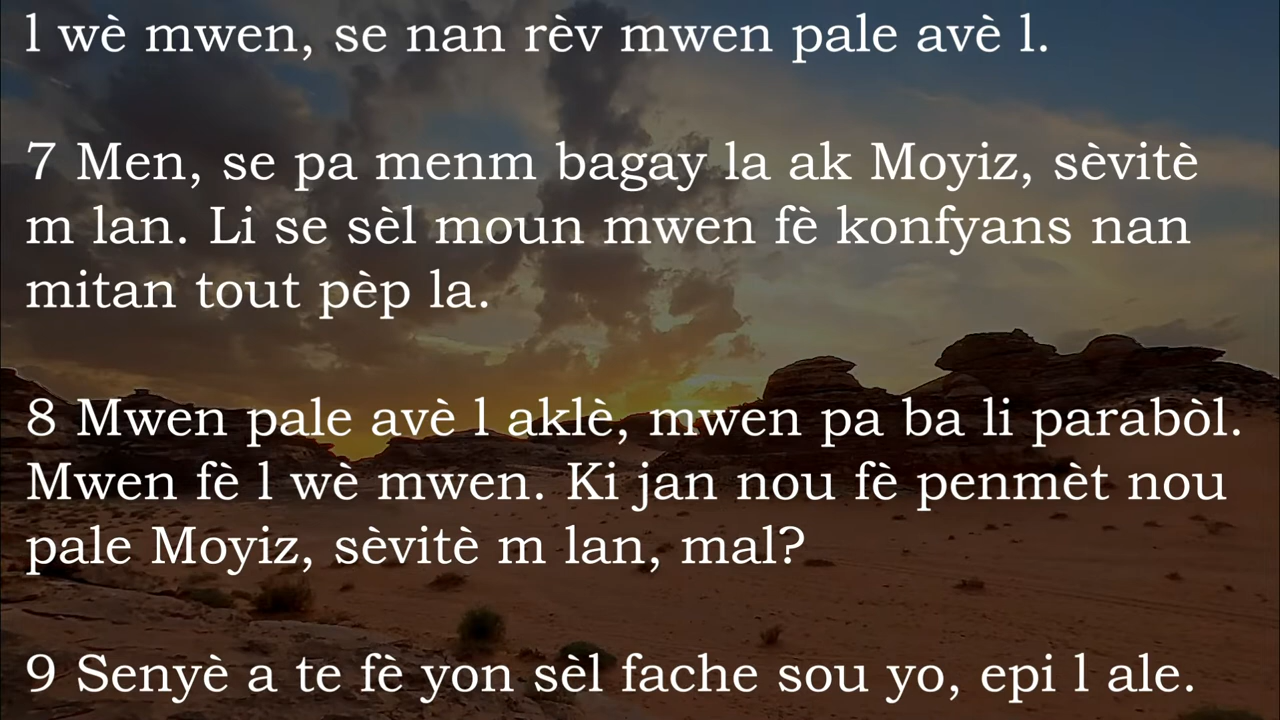 l wè mwen, se nan rèv mwen pale avè l.
7 Men, se pa menm bagay la ak Moyiz, sèvitè
m lan. Li se sèl moun mwen fè konfyans nan
mitan tout pèp la.
8 Mwen pale avè l aklè, mwen pa ba li parabòl.
Mwen fè l wè mwen. Ki jan nou fè penmèt nou
pale Moyiz, sèvitè m lan, mal?
9 Senyè a te fè yon sèl fache sou yo, epi l ale.